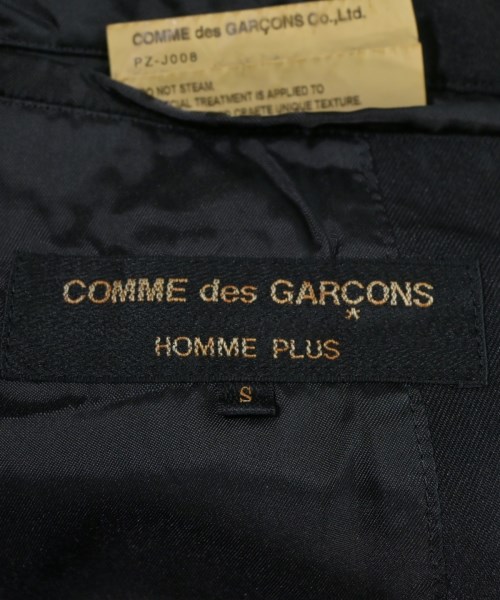 COMME des GARÇONS Co.,Ltd.
PZ-J008
DO NOT STEAM.
TREATMENT IS APPLIED TO
UNIQUE TEXTURE.
COMME des GARÇONS
*
HOMME PLUS
S